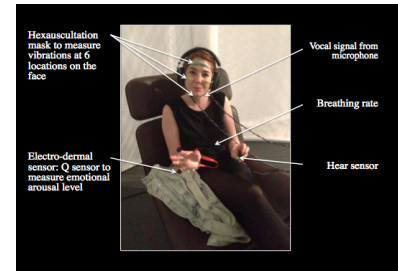 Hexauscultation
mask to measure
vibrations at 6
locations on the
face
Vocal signal from
microphone
Breathing rate
Electro-dermal
sensor: Q sensor to
measure emotional
arousal level
Hear sensor